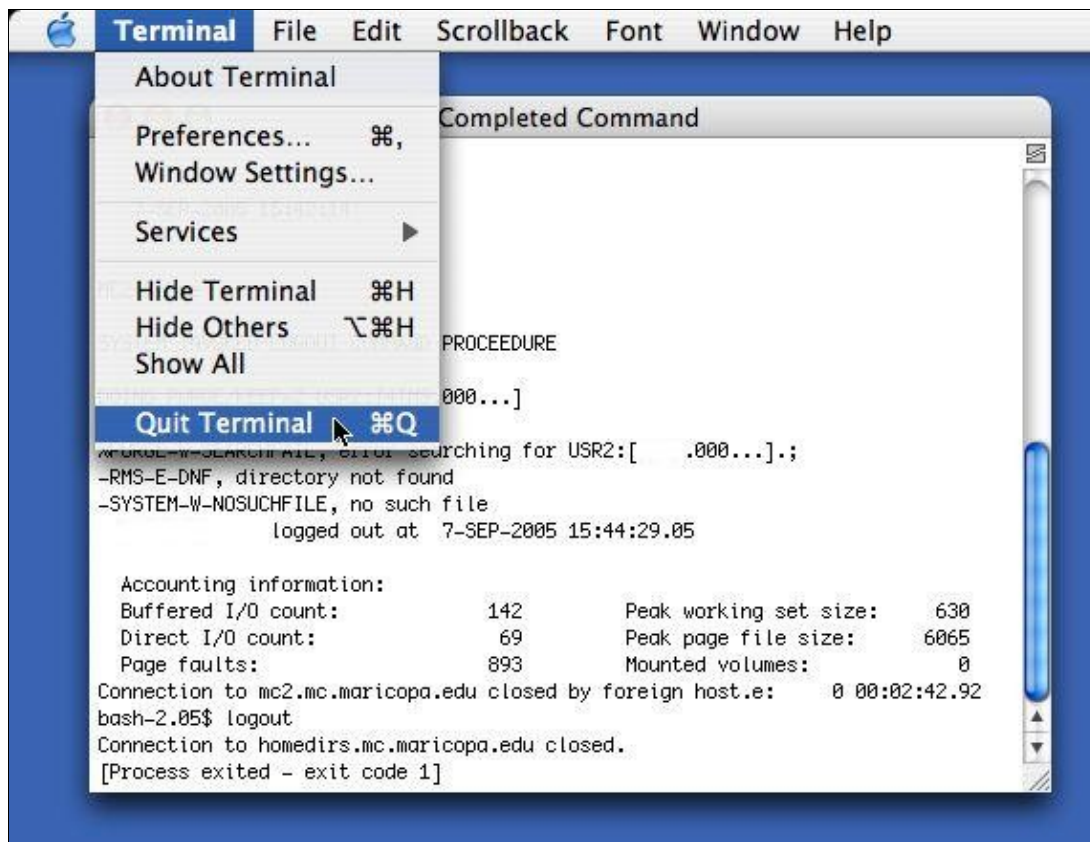 Terminal File Edit Scrollback Font Window Help
About Terminal
Preferences... ⌘,
Window Settings...
Services ▶
Hide Terminal ⌘H
Hide Others ⌥⌘H
Show All
Quit Terminal ⌘Q
Completed Command
PROCEEDURE
000...]
%PURGE-W-SEARCHFAIL, error searching for USR2:[ .000...].;
-RMS-E-DNF, directory not found
-SYSTEM-W-NOSUCHFILE, no such file
logged out at 7-SEP-2005 15:44:29.05
Accounting information:
Buffered I/O count: 142 Peak working set size: 630
Direct I/O count: 69 Peak page file size: 6065
Page faults: 893 Mounted volumes: 0
Connection to mc2.mc.maricopa.edu closed by foreign host.e: 0 00:02:42.92
bash-2.05$ logout
Connection to homedirs.mc.maricopa.edu closed.
[Process exited - exit code 1]